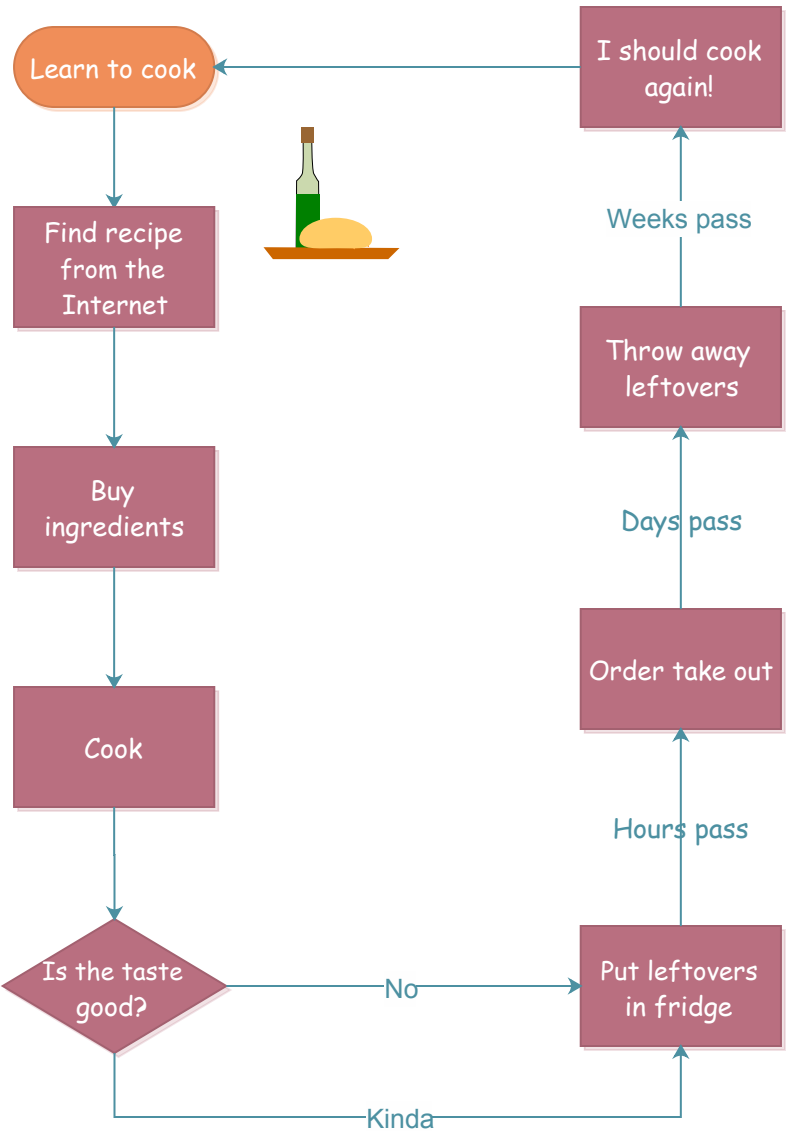 Learn to cook
Find recipe
from the
Internet
Buy
ingredients
Cook
Is the taste
good?
No
Kinda
Put leftovers
in fridge
Hours pass
Order take out
Days pass
Throw away
leftovers
Weeks pass
I should cook
again!